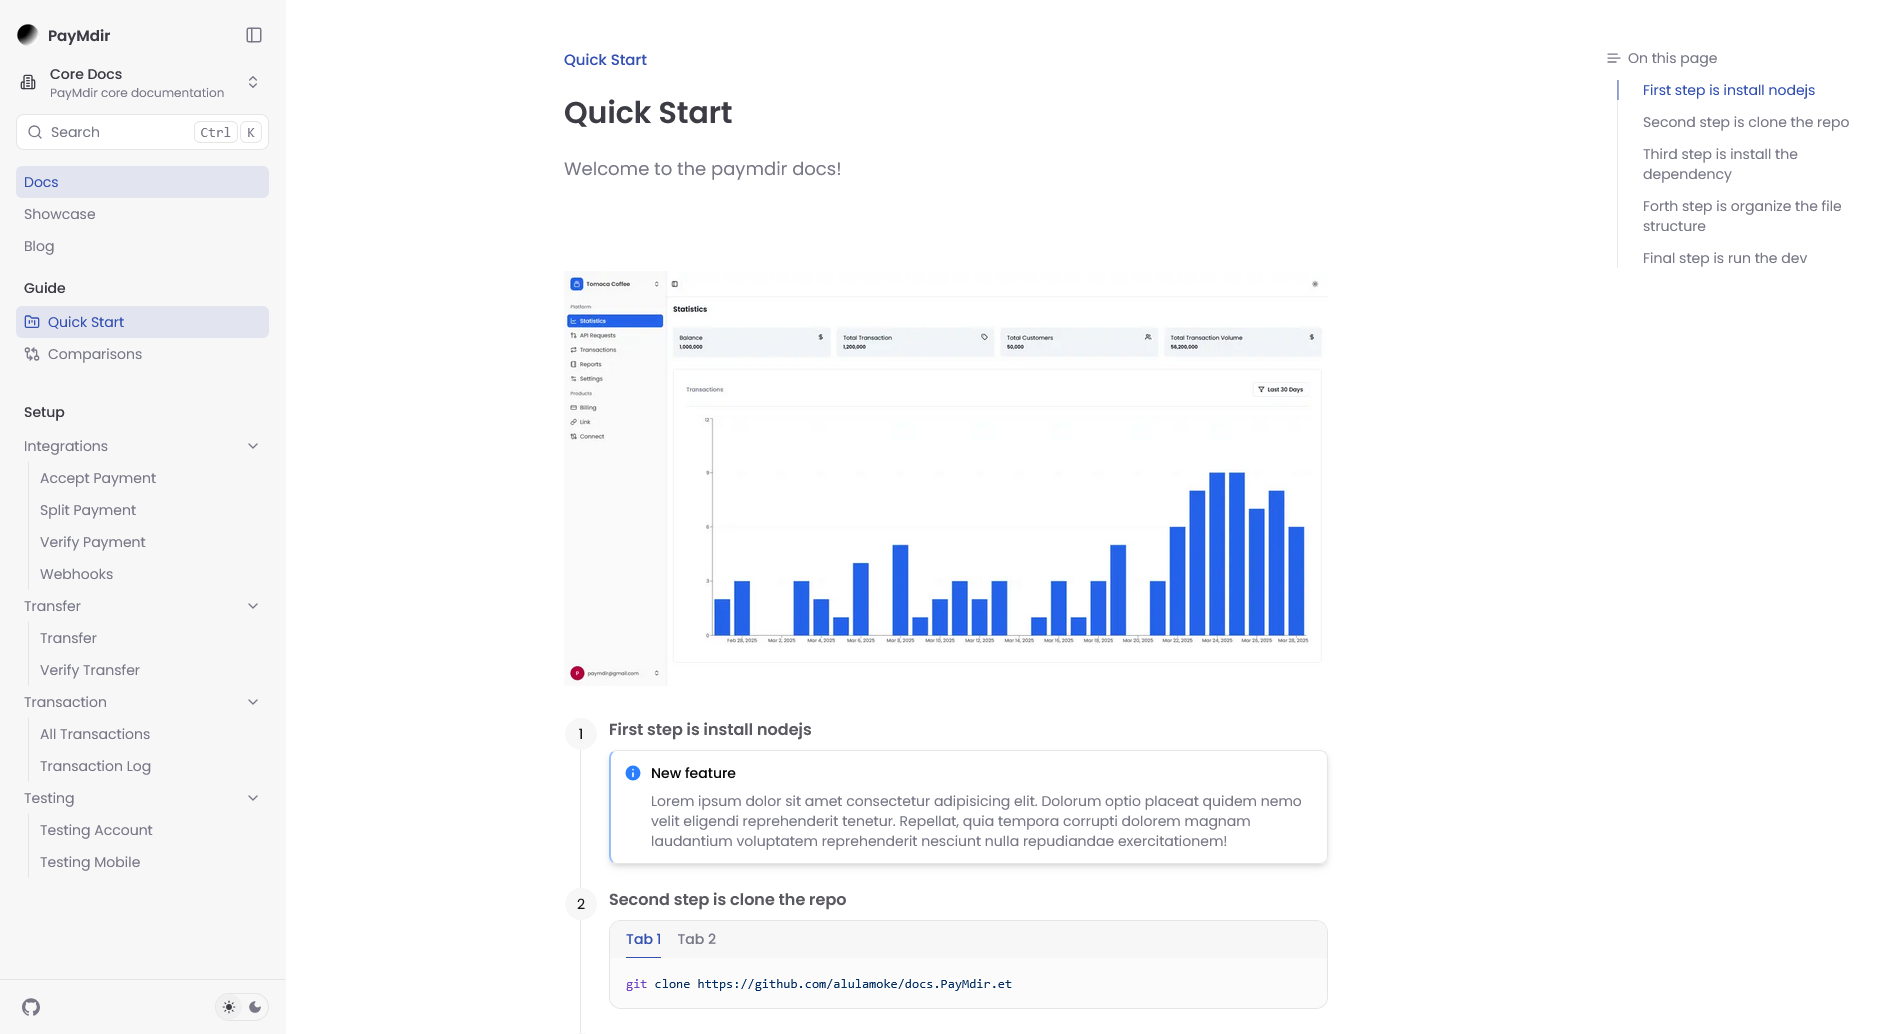 PayMdir
Core Docs
PayMdir core documentation
Search
Ctrl K
Docs
Showcase
Blog
Guide
Quick Start
Comparisons
Setup
Integrations
Accept Payment
Split Payment
Verify Payment
Webhooks
Transfer
Transfer
Verify Transfer
Transaction
All Transactions
Transaction Log
Testing
Testing Account
Testing Mobile
Quick Start
Quick Start
Welcome to the paymdir docs!
Tomoca Coffee
Platform
Statistics
API Requests
Transactions
Reports
Settings
Products
Billing
Link
Connect
P paymdir@gmail.com
Statistics
Balance
1,000,000
$
Total Transaction
1,200,000
Total Customers
50,000
Total Transaction Volume
56,200,000
$
Transactions
Last 30 Days
12
9
6
3
0
Feb 28, 2025 Mar 2, 2025 Mar 4, 2025 Mar 6, 2025 Mar 8, 2025 Mar 10, 2025 Mar 12, 2025 Mar 14, 2025 Mar 16, 2025 Mar 18, 2025 Mar 20, 2025 Mar 22, 2025 Mar 24, 2025 Mar 26, 2025 Mar 28, 2025
1 First step is install nodejs
New feature
Lorem ipsum dolor sit amet consectetur adipisicing elit. Dolorum optio placeat quidem nemo
velit eligendi reprehenderit tenetur. Repellat, quia tempora corrupti dolorem magnam
laudantium voluptatem reprehenderit nesciunt nulla repudiandae exercitationem!
2 Second step is clone the repo
Tab 1 Tab 2
git clone https://github.com/alulamoke/docs.PayMdir.et
On this page
First step is install nodejs
Second step is clone the repo
Third step is install the
dependency
Forth step is organize the file
structure
Final step is run the dev